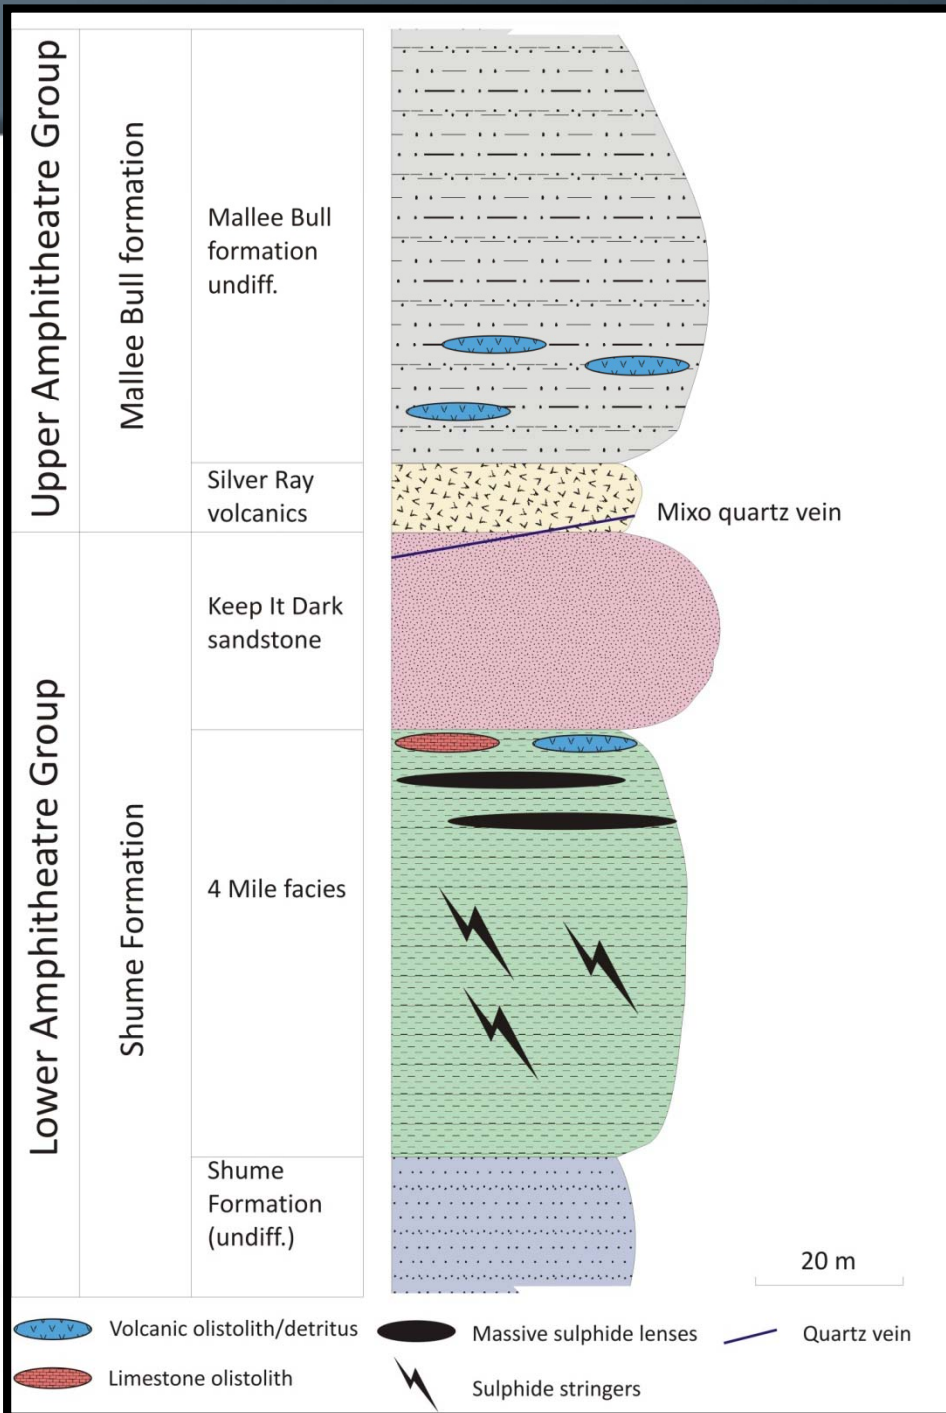 Upper Amphitheatre Group
Mallee Bull formation
Mallee Bull
formation
undiff.
Silver Ray
volcanics
Mixo quartz vein
Lower Amphitheatre Group
Shume Formation
Keep It Dark
sandstone
4 Mile facies
Shume
Formation
(undiff.)
20 m
Volcanic olistolith/detritus
Massive sulphide lenses
Quartz vein
Limestone olistolith
Sulphide stringers